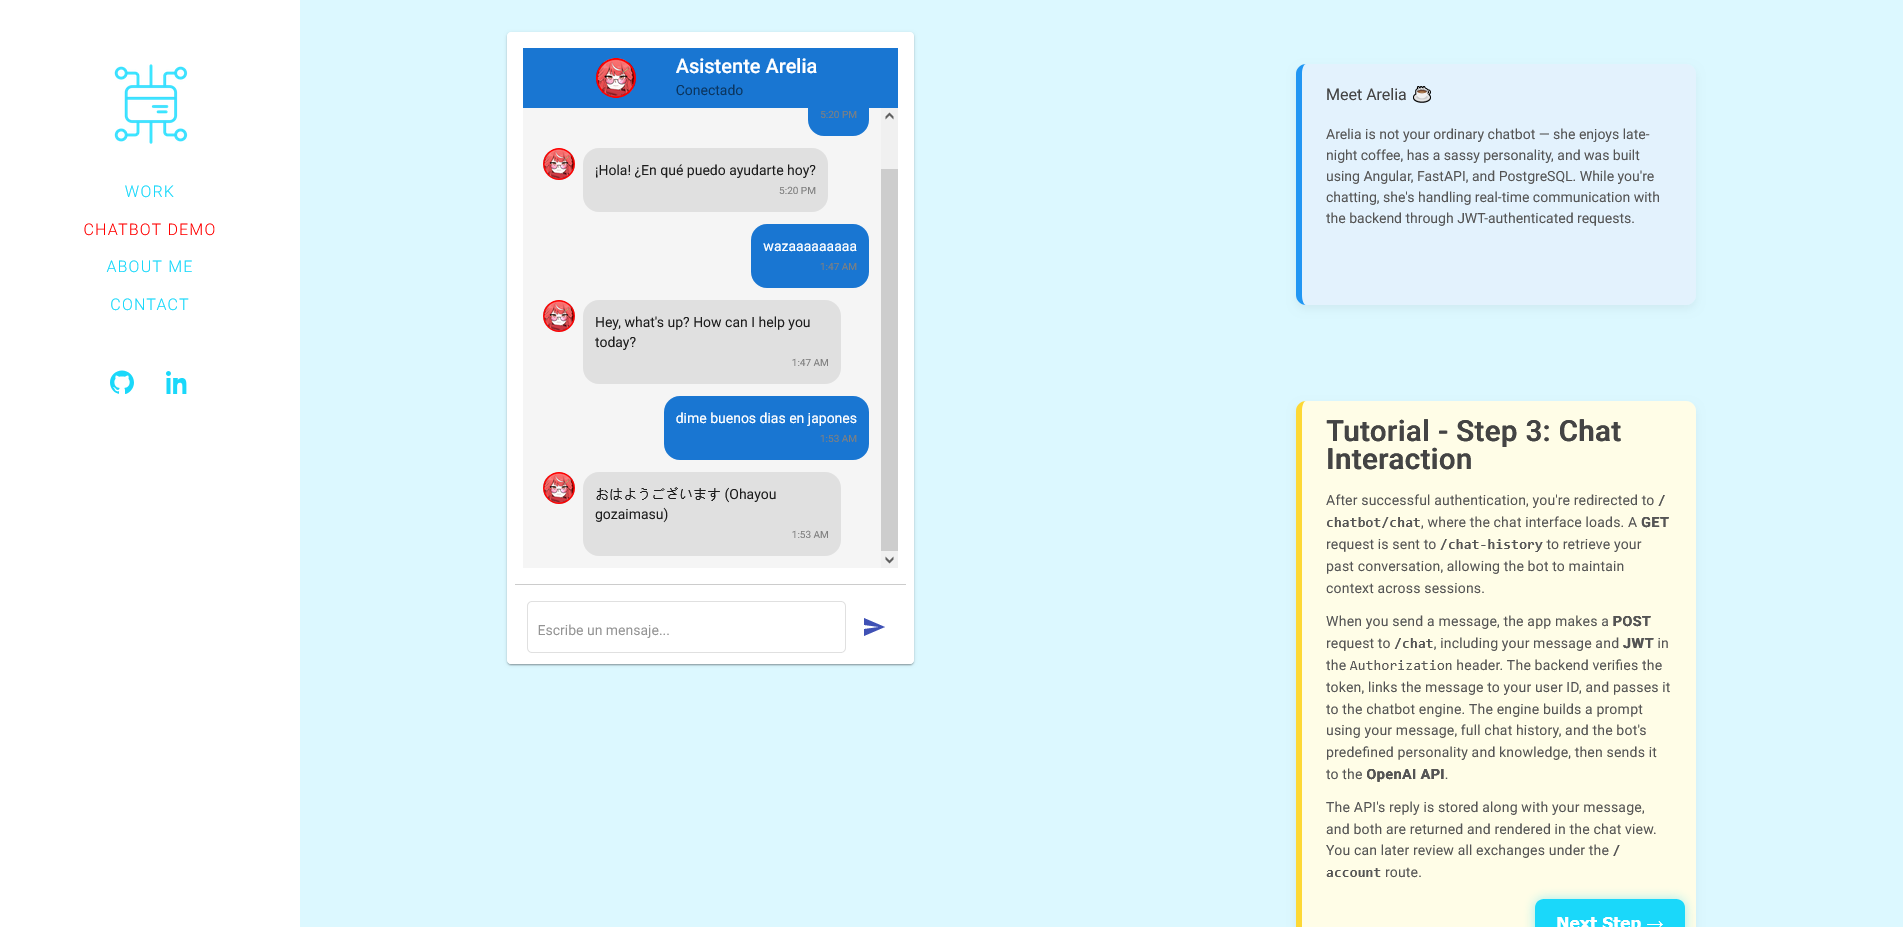 WORK
CHATBOT DEMO
ABOUT ME
CONTACT
Asistente Arelia
Conectado
5:20 PM
¡Hola! ¿En qué puedo ayudarte hoy?
5:20 PM
wazaaaaaaaaa
1:47 AM
Hey, what's up? How can I help you
today?
1:47 AM
dime buenos dias en japones
1:53 AM
おはようございます (Ohayou
gozaimasu)
1:53 AM
Escribe un mensaje...
Meet Arelia ☕
Arelia is not your ordinary chatbot — she enjoys late-
night coffee, has a sassy personality, and was built
using Angular, FastAPI, and PostgreSQL. While you're
chatting, she's handling real-time communication with
the backend through JWT-authenticated requests.
Tutorial - Step 3: Chat
Interaction
After successful authentication, you're redirected to /
chatbot/chat, where the chat interface loads. A GET
request is sent to /chat-history to retrieve your
past conversation, allowing the bot to maintain
context across sessions.
When you send a message, the app makes a POST
request to /chat, including your message and JWT in
the Authorization header. The backend verifies the
token, links the message to your user ID, and passes it
to the chatbot engine. The engine builds a prompt
using your message, full chat history, and the bot's
predefined personality and knowledge, then sends it
to the OpenAI API.
The API's reply is stored along with your message,
and both are returned and rendered in the chat view.
You can later review all exchanges under the /
account route.
Next Step →